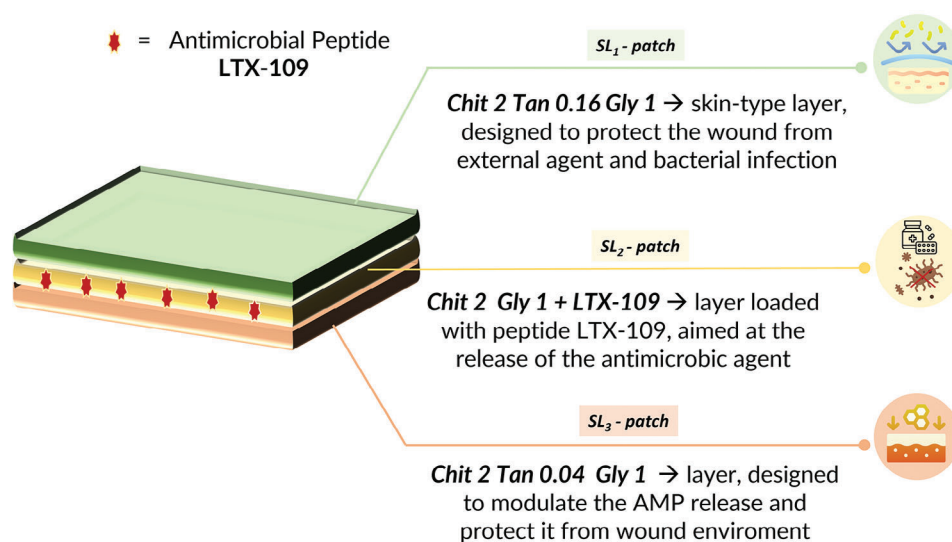 = Antimicrobial Peptide
LTX-109
SL₁ - patch
Chit 2 Tan 0.16 Gly 1 → skin-type layer,
designed to protect the wound from
external agent and bacterial infection
SL₂ - patch
Chit 2 Gly 1 + LTX-109 → layer loaded
with peptide LTX-109, aimed at the
release of the antimicrobic agent
SL₃ - patch
Chit 2 Tan 0.04 Gly 1 → layer, designed
to modulate the AMP release and
protect it from wound enviroment